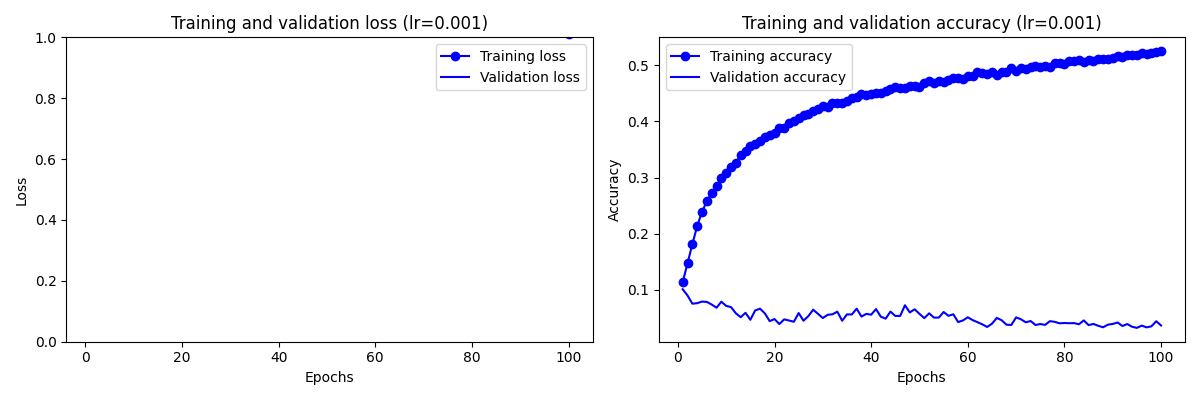 Training and validation loss (lr=0.001)
Training and validation accuracy (lr=0.001)
1.0
0.8
0.6
0.4
0.2
0.0
Loss
Training loss
Validation loss
0
20
40
60
80
100
Epochs
0.5
0.4
0.3
0.2
0.1
Accuracy
Training accuracy
Validation accuracy
0
20
40
60
80
100
Epochs